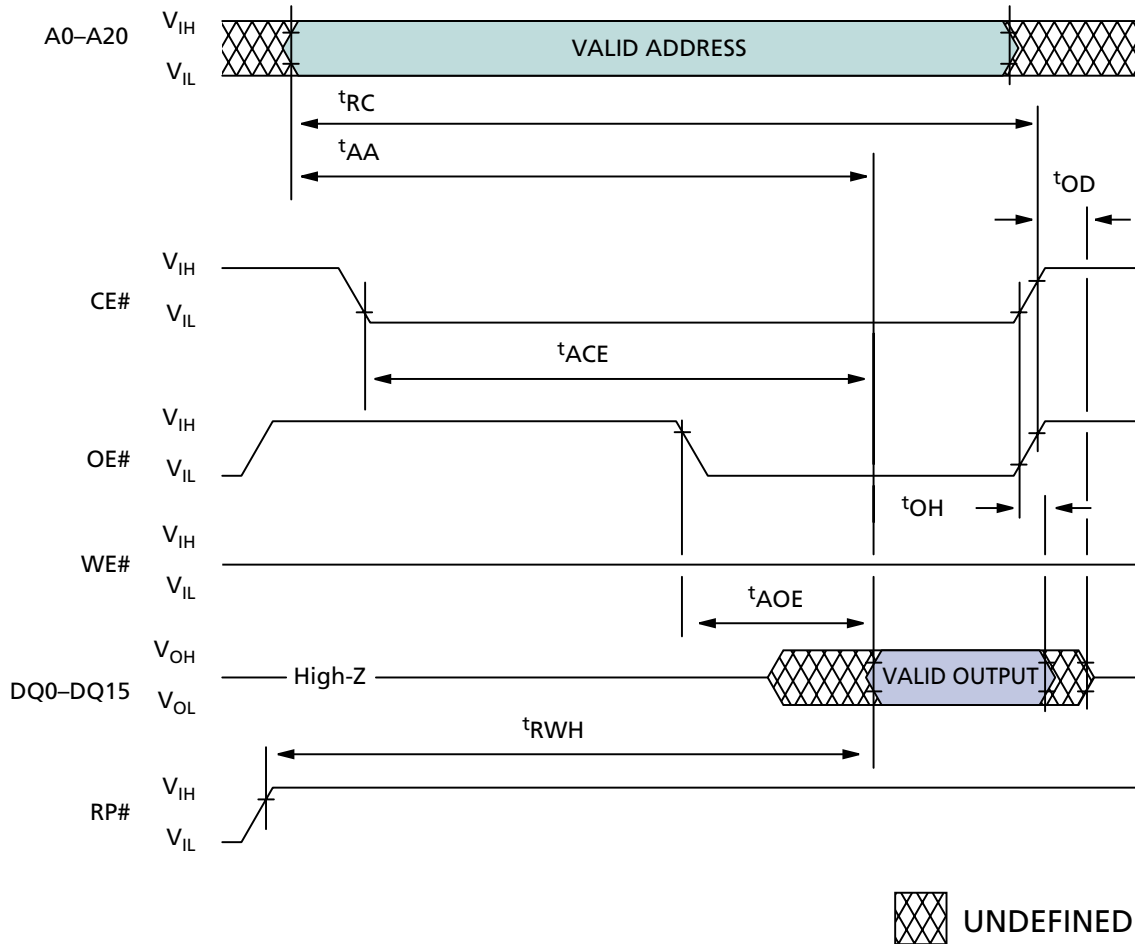 A0–A20
VIH
VIL
VALID ADDRESS
tRC
tAA
tOD
CE#
VIH
VIL
tACE
OE#
VIH
VIL
tOH
WE#
VIH
VIL
tAOE
DQ0–DQ15
VOH
VOL
High-Z
VALID OUTPUT
tRWH
RP#
VIH
VIL
UNDEFINED